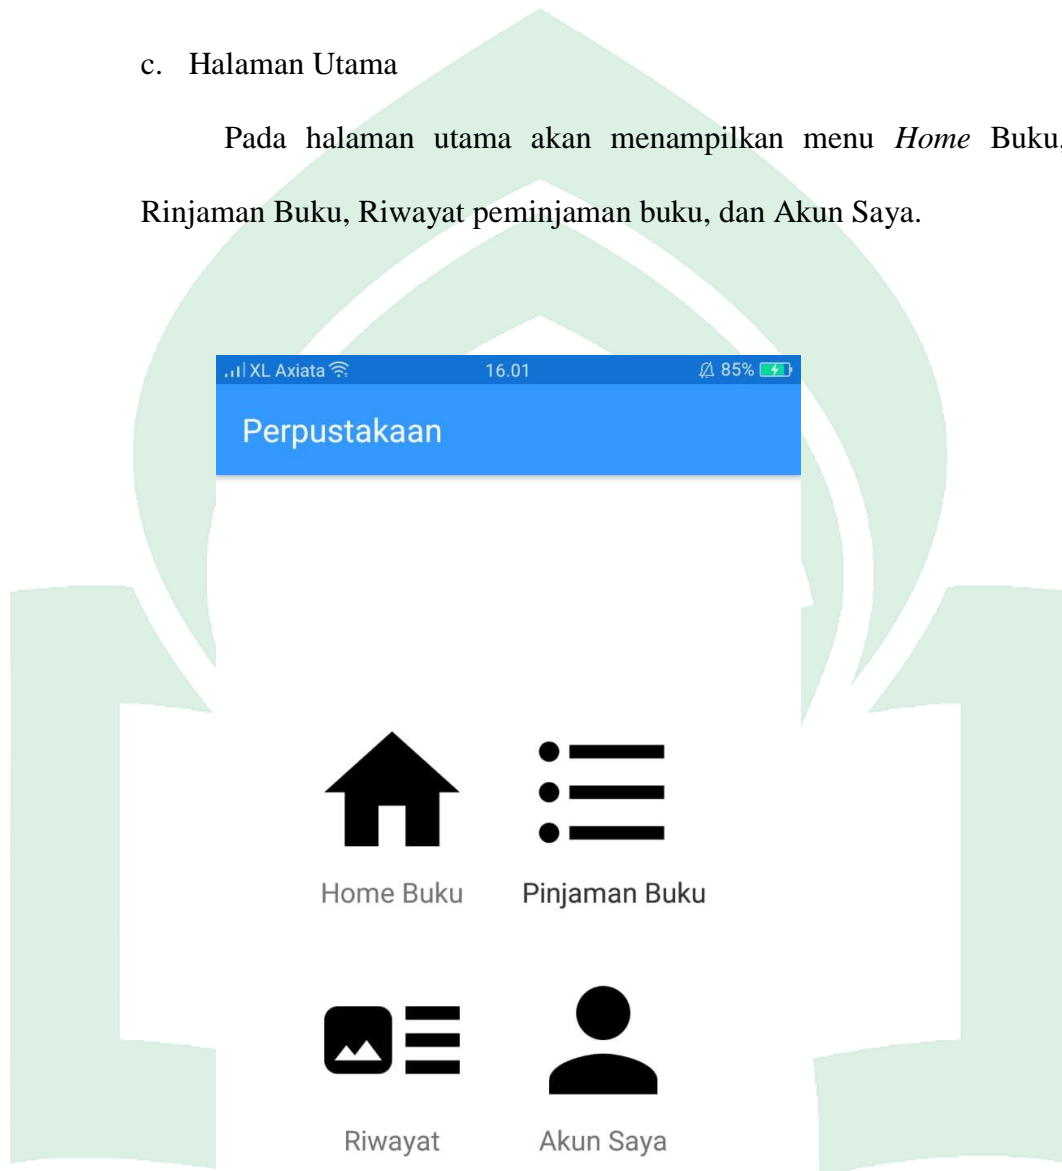 c. Halaman Utama
Pada halaman utama akan menampilkan menu Home Buku,
Rinjaman Buku, Riwayat peminjaman buku, dan Akun Saya.
XL Axiata 16.01 85%
Perpustakaan
Home Buku Pinjaman Buku
Riwayat Akun Saya